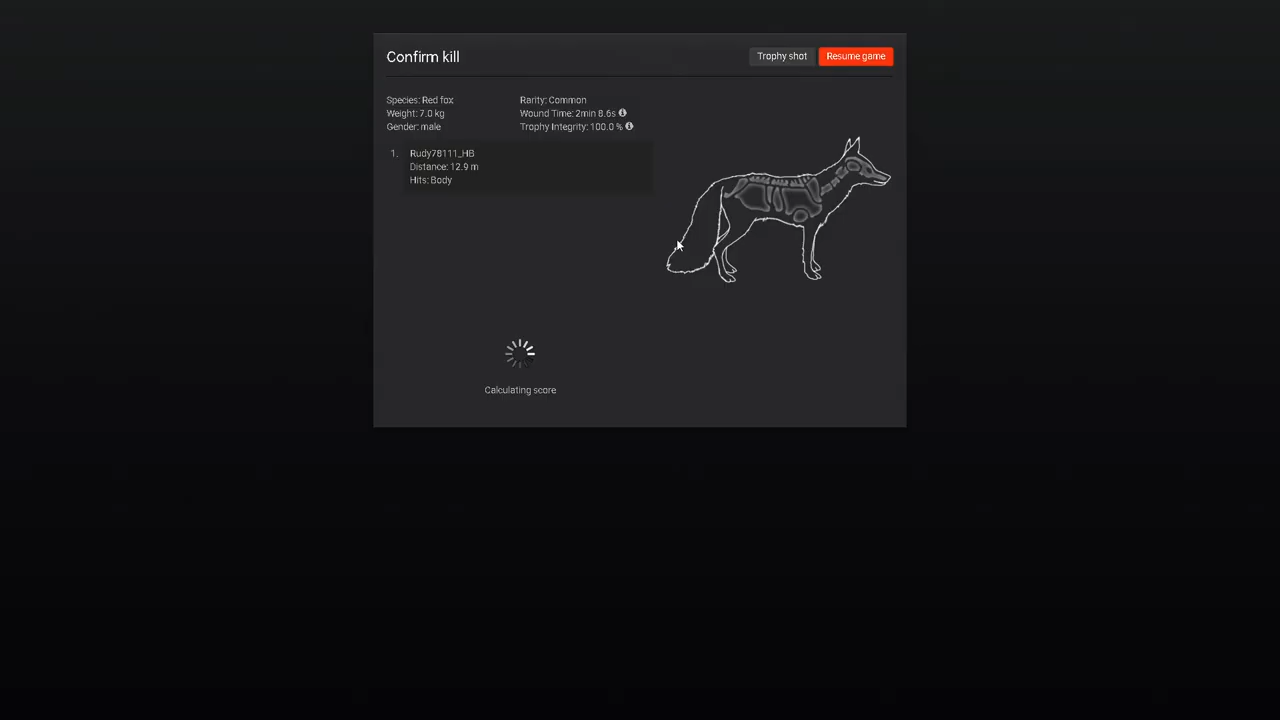 Confirm kill
Trophy shot
Resume game
Species: Red fox
Weight: 7.0 kg
Gender: male
Rarity: Common
Wound Time: 2min 8.6s
Trophy Integrity: 100.0 %
1. Rudy78111_HB
Distance: 12.9 m
Hits: Body
Calculating score